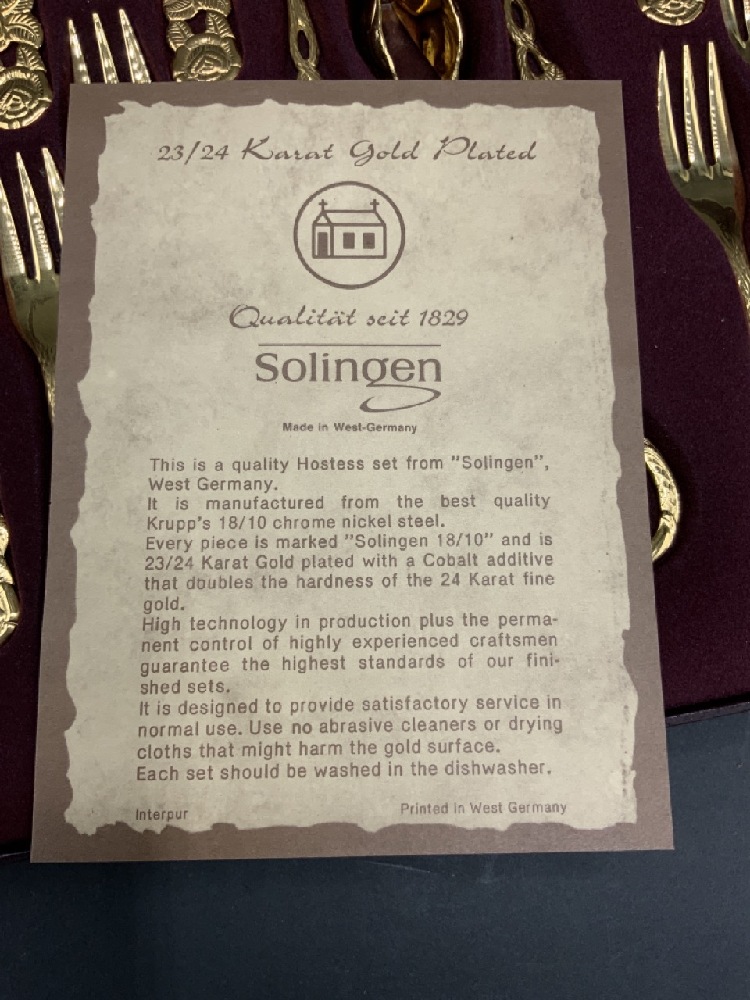 23/24 Karat Gold Plated
Qualität seit 1829
Solingen
Made in West-Germany
This is a quality Hostess set from "Solingen",
West Germany.
It is manufactured from the best quality
Krupp's 18/10 chrome nickel steel.
Every piece is marked "Solingen 18/10" and is
23/24 Karat Gold plated with a Cobalt additive
that doubles the hardness of the 24 Karat fine
gold.
High technology in production plus the perma-
nent control of highly experienced craftsmen
guarantee the highest standards of our fini-
shed sets.
It is designed to provide satisfactory service in
normal use. Use no abrasive cleaners or drying
cloths that might harm the gold surface.
Each set should be washed in the dishwasher.
Interpur
Printed in West Germany